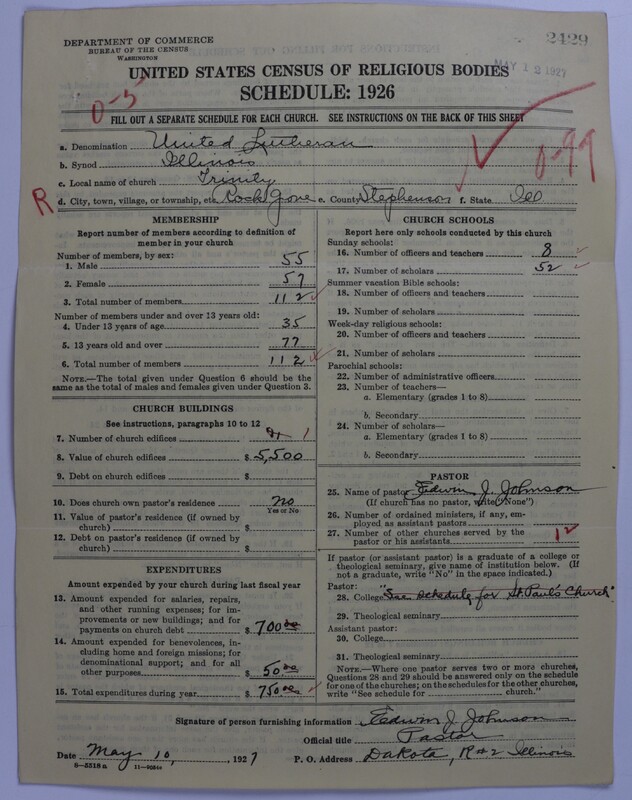 DEPARTMENT OF COMMERCE
BUREAU OF THE CENSUS
WASHINGTON
2429
MAY 12 1927
UNITED STATES CENSUS OF RELIGIOUS BODIES
SCHEDULE: 1926
0-5
FILL OUT A SEPARATE SCHEDULE FOR EACH CHURCH. SEE INSTRUCTIONS ON THE BACK OF THIS SHEET
a. Denomination United Lutheran
b. Synod Illinois
0-99
c. Local name of church Trinity
R d. City, town, village, or township, etc. Rock Grove e. County Stephenson f. State Ill
MEMBERSHIP
Report number of members according to definition of
member in your church
Number of members, by sex:
1. Male 55
2. Female 57
3. Total number of members 112
Number of members under and over 13 years old:
4. Under 13 years of age 35
5. 13 years old and over 77
6. Total number of members 112
NOTE.—The total given under Question 6 should be
the same as the total of males and females given under Question 3.
CHURCH BUILDINGS
See instructions, paragraphs 10 to 12
7. Number of church edifices 1
8. Value of church edifices $ 5,500
9. Debt on church edifices $
10. Does church own pastor's residence No
Yes or No
11. Value of pastor's residence (if owned by
church) $
12. Debt on pastor's residence (if owned by
church) $
EXPENDITURES
Amount expended by your church during last fiscal year
13. Amount expended for salaries, repairs,
and other running expenses; for im-
provements or new buildings; and for
payments on church debt $ 700.00
14. Amount expended for benevolences, in-
cluding home and foreign missions; for
denominational support; and for all
other purposes $ 50.00
15. Total expenditures during year $ 750.00
CHURCH SCHOOLS
Report here only schools conducted by this church
Sunday schools:
16. Number of officers and teachers 8
17. Number of scholars 52
Summer vacation Bible schools:
18. Number of officers and teachers
19. Number of scholars
Week-day religious schools:
20. Number of officers and teachers
21. Number of scholars
Parochial schools:
22. Number of administrative officers
23. Number of teachers—
a. Elementary (grades 1 to 8)
b. Secondary
24. Number of scholars—
a. Elementary (grades 1 to 8)
b. Secondary
PASTOR
25. Name of pastor Edwin J. Johnson
(If church has no pastor, write "None")
26. Number of ordained ministers, if any, em-
ployed as assistant pastors
27. Number of other churches served by the
pastor or his assistants
If pastor (or assistant pastor) is a graduate of a college or
theological seminary, give name of institution below. (If
not a graduate, write "No" in the space indicated.)
Pastor:
28. College "See schedule for St. Paul's Church"
29. Theological seminary
Assistant pastor:
30. College
31. Theological seminary
NOTE.—Where one pastor serves two or more churches,
Questions 28 and 29 should be answered only on the schedule
for one of the churches; on the schedules for the other churches,
write "See schedule for church."
Signature of person furnishing information Edwin J. Johnson
Official title Pastor
Date May 10, 1927 P. O. Address Dakota, R#2 Illinois
8-5518a 11-9054